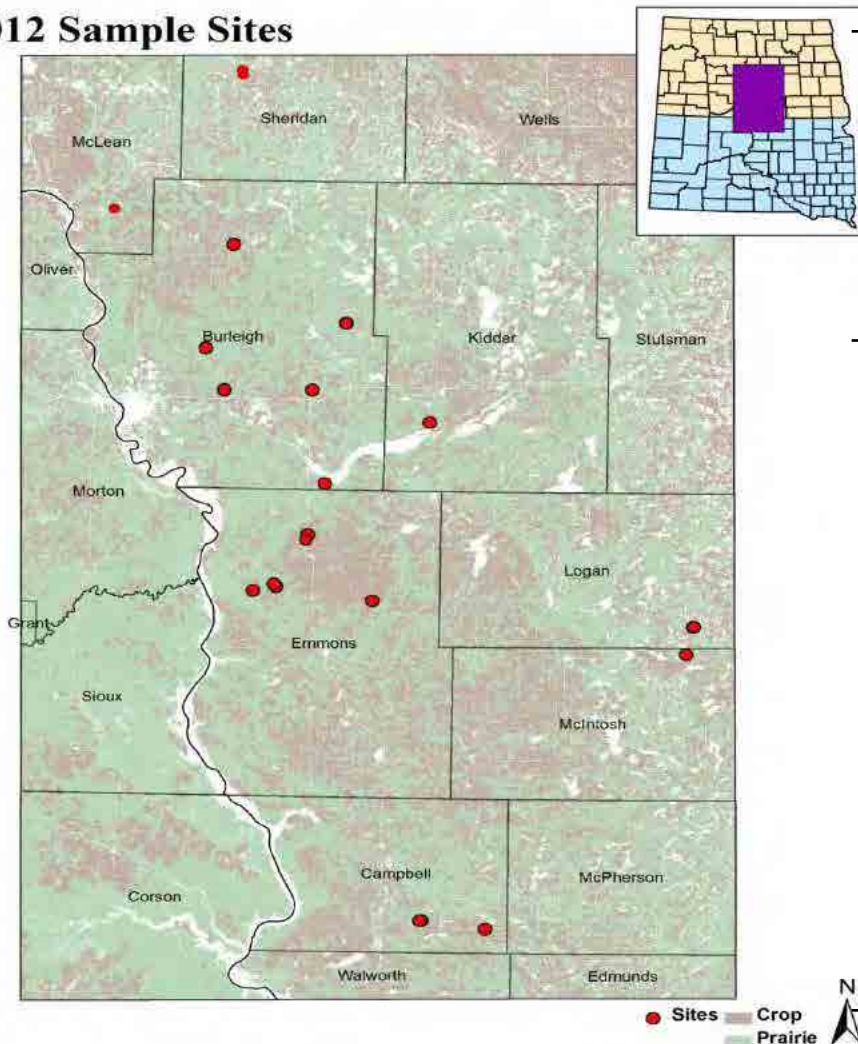 012 Sample Sites
Sheridan
Wells
McLean
Oliver
Burleigh
Kiddar
Stutsman
Morton
Logan
Grant
Emmons
Sioux
McIntosh
Campbell
McPherson
Corson
Walworth
Edmunds
Sites
Crop
Prairie
N